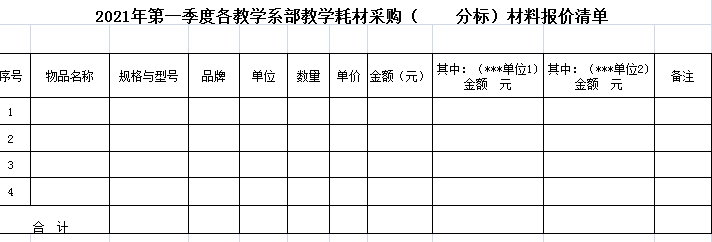 2021年第一季度各教学系部教学耗材采购（　　分标）材料报价清单
序号 物品名称 规格与型号 品牌 单位 数量 单价 金额（元） 其中：（***单位1） 其中：（***单位2） 备注
金额　元 金额　元
1
2
3
4
合　计